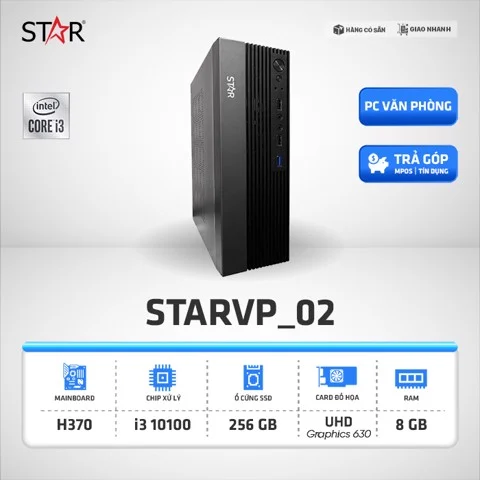 STAR
HÀNG CÓ SẴN
GIAO NHANH
intel
CORE i3
STAR
PC VĂN PHÒNG
TRẢ GÓP
MPOS | TÍN DỤNG
STARVP_02
MAINBOARD
H370
CHIP XỬ LÝ
i3 10100
Ổ CỨNG SSD
256 GB
CARD ĐỒ HỌA
UHD
Graphics 630
RAM
8 GB